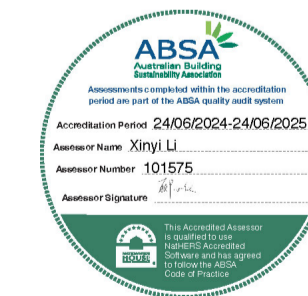 ABSA
Australian Building
Sustainability Association
Assessments completed within the accreditation
period are part of the ABSA quality audit system
Accreditation Period 24/06/2024-24/06/2025
Assessor Name Xinyi Li
Assessor Number 101575
Assessor Signature
This Accredited Assessor
is qualified to use
NatHERS Accredited
Software and has agreed
to follow the ABSA
Code of Practice
HOUSE